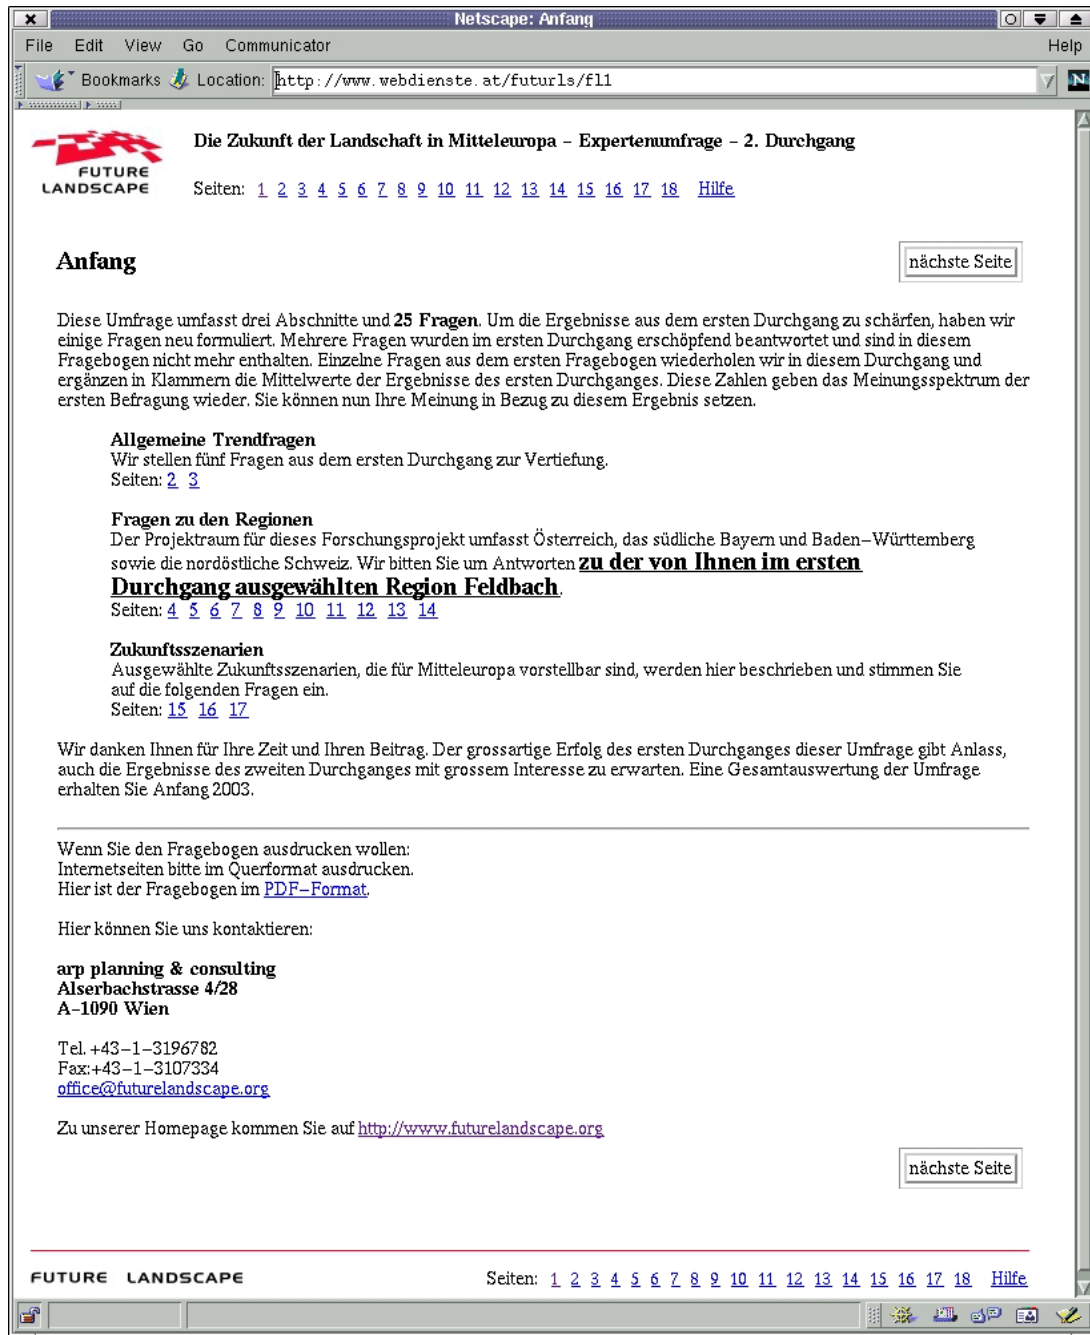 Netscape: Anfang
File Edit View Go Communicator Help
Bookmarks Location: http://www.webdienste.at/futurls/fl1
N
FUTURE
LANDSCAPE
Die Zukunft der Landschaft in Mitteleuropa – Expertenumfrage – 2. Durchgang
Seiten: 1 2 3 4 5 6 7 8 9 10 11 12 13 14 15 16 17 18 Hilfe
Anfang
nächste Seite
Diese Umfrage umfasst drei Abschnitte und 25 Fragen. Um die Ergebnisse aus dem ersten Durchgang zu schärfen, haben wir
einige Fragen neu formuliert. Mehrere Fragen wurden im ersten Durchgang erschöpfend beantwortet und sind in diesem
Fragebogen nicht mehr enthalten. Einzelne Fragen aus dem ersten Fragebogen wiederholen wir in diesem Durchgang und
ergänzen in Klammern die Mittelwerte der Ergebnisse des ersten Durchganges. Diese Zahlen geben das Meinungsspektrum der
ersten Befragung wieder. Sie können nun Ihre Meinung in Bezug zu diesem Ergebnis setzen.
Allgemeine Trendfragen
Wir stellen fünf Fragen aus dem ersten Durchgang zur Vertiefung.
Seiten: 2 3
Fragen zu den Regionen
Der Projektraum für dieses Forschungsprojekt umfasst Österreich, das südliche Bayern und Baden–Württemberg
sowie die nordöstliche Schweiz. Wir bitten Sie um Antworten zu der von Ihnen im ersten
Durchgang ausgewählten Region Feldbach.
Seiten: 4 5 6 7 8 9 10 11 12 13 14
Zukunftsszenarien
Ausgewählte Zukunftsszenarien, die für Mitteleuropa vorstellbar sind, werden hier beschrieben und stimmen Sie
auf die folgenden Fragen ein.
Seiten: 15 16 17
Wir danken Ihnen für Ihre Zeit und Ihren Beitrag. Der grossartige Erfolg des ersten Durchganges dieser Umfrage gibt Anlass,
auch die Ergebnisse des zweiten Durchganges mit grossem Interesse zu erwarten. Eine Gesamtauswertung der Umfrage
erhalten Sie Anfang 2003.
Wenn Sie den Fragebogen ausdrucken wollen:
Internetseiten bitte im Querformat ausdrucken.
Hier ist der Fragebogen im PDF–Format.
Hier können Sie uns kontaktieren:
arp planning & consulting
Alserbachstrasse 4/28
A–1090 Wien
Tel. +43–1–3196782
Fax:+43–1–3107334
office@futurelandscape.org
Zu unserer Homepage kommen Sie auf http://www.futurelandscape.org
nächste Seite
FUTURE LANDSCAPE
Seiten: 1 2 3 4 5 6 7 8 9 10 11 12 13 14 15 16 17 18 Hilfe